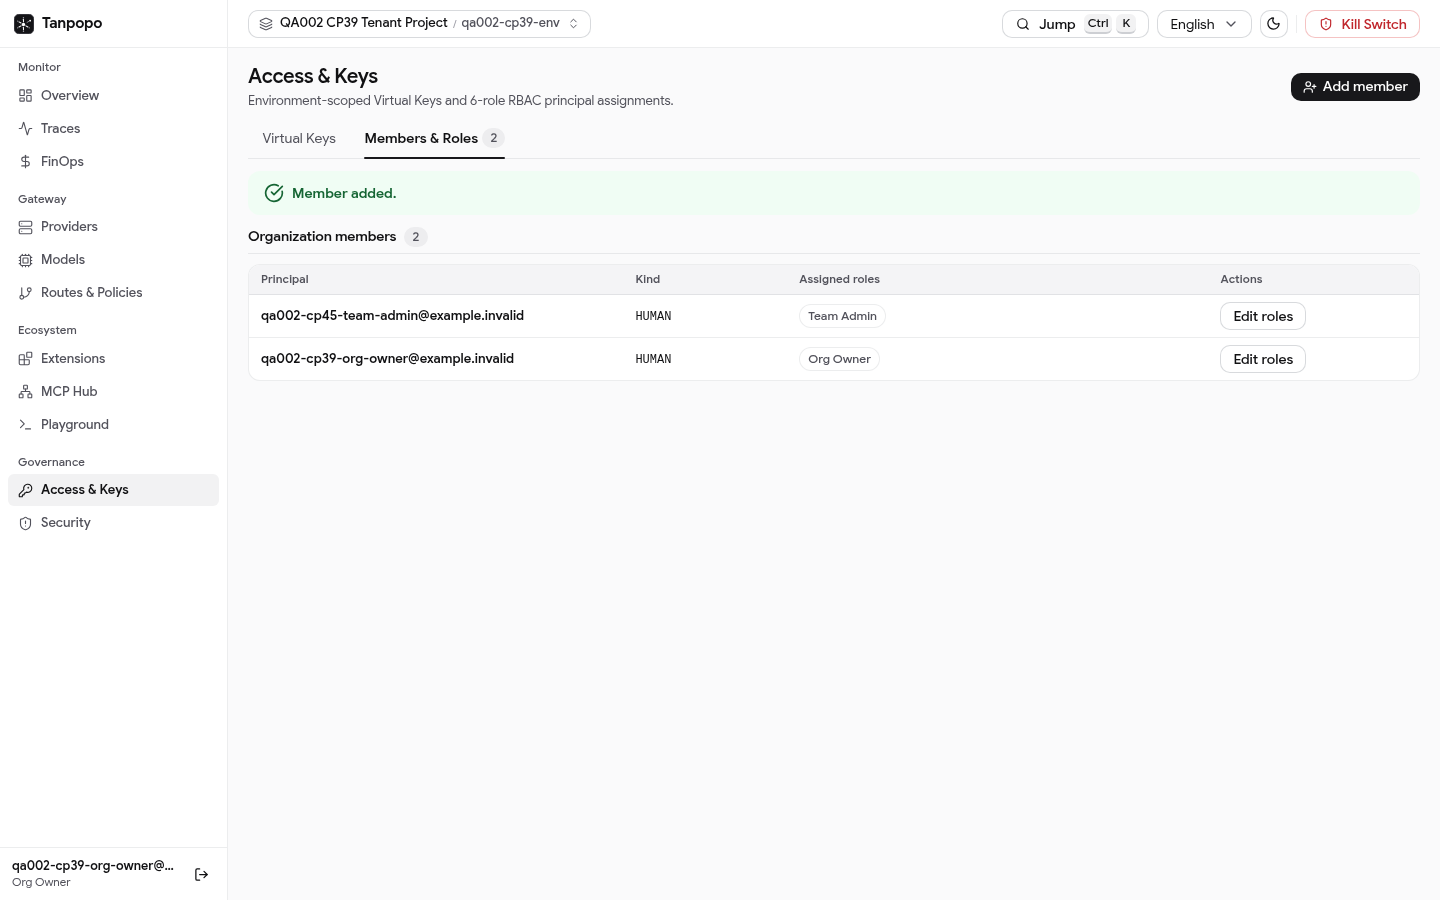 Tanpopo
QA002 CP39 Tenant Project / qa002-cp39-env
Jump Ctrl K
English
Kill Switch
Monitor
Overview
Traces
FinOps
Gateway
Providers
Models
Routes & Policies
Ecosystem
Extensions
MCP Hub
Playground
Governance
Access & Keys
Security
qa002-cp39-org-owner@...
Org Owner
Access & Keys
Environment-scoped Virtual Keys and 6-role RBAC principal assignments.
Add member
Virtual Keys
Members & Roles 2
Member added.
Organization members 2
Principal Kind Assigned roles Actions
qa002-cp45-team-admin@example.invalid HUMAN Team Admin Edit roles
qa002-cp39-org-owner@example.invalid HUMAN Org Owner Edit roles